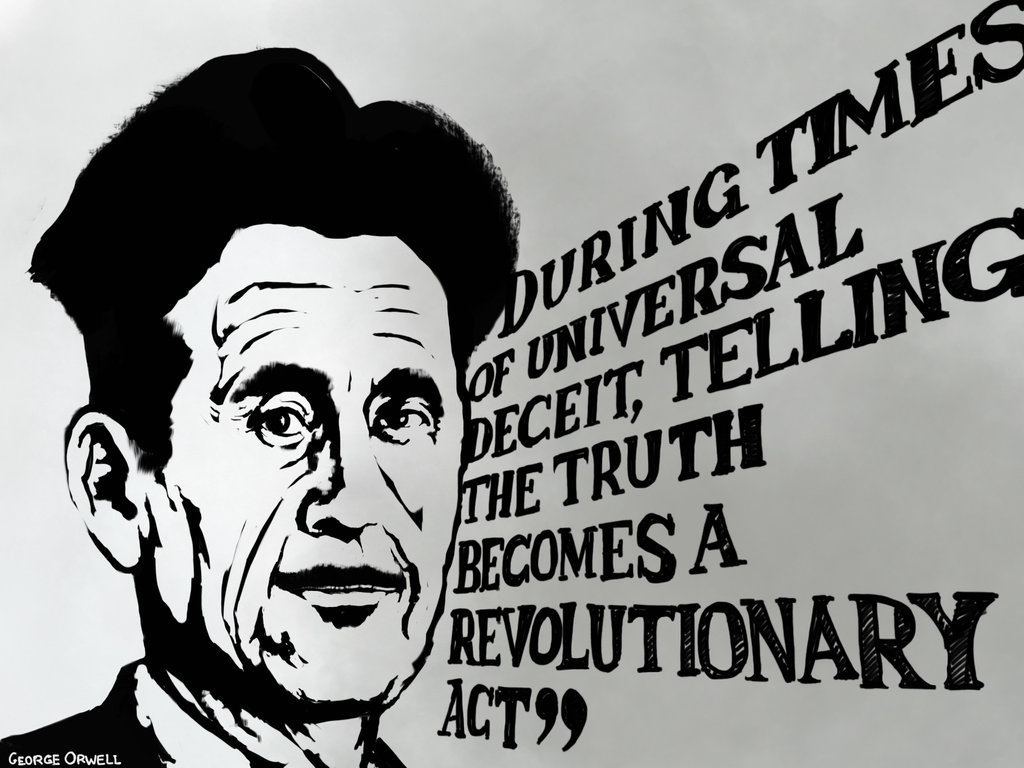 DURING TIMES
OF UNIVERSAL
DECEIT, TELLING
THE TRUTH
BECOMES A
REVOLUTIONARY
ACT”
GEORGE ORWELL